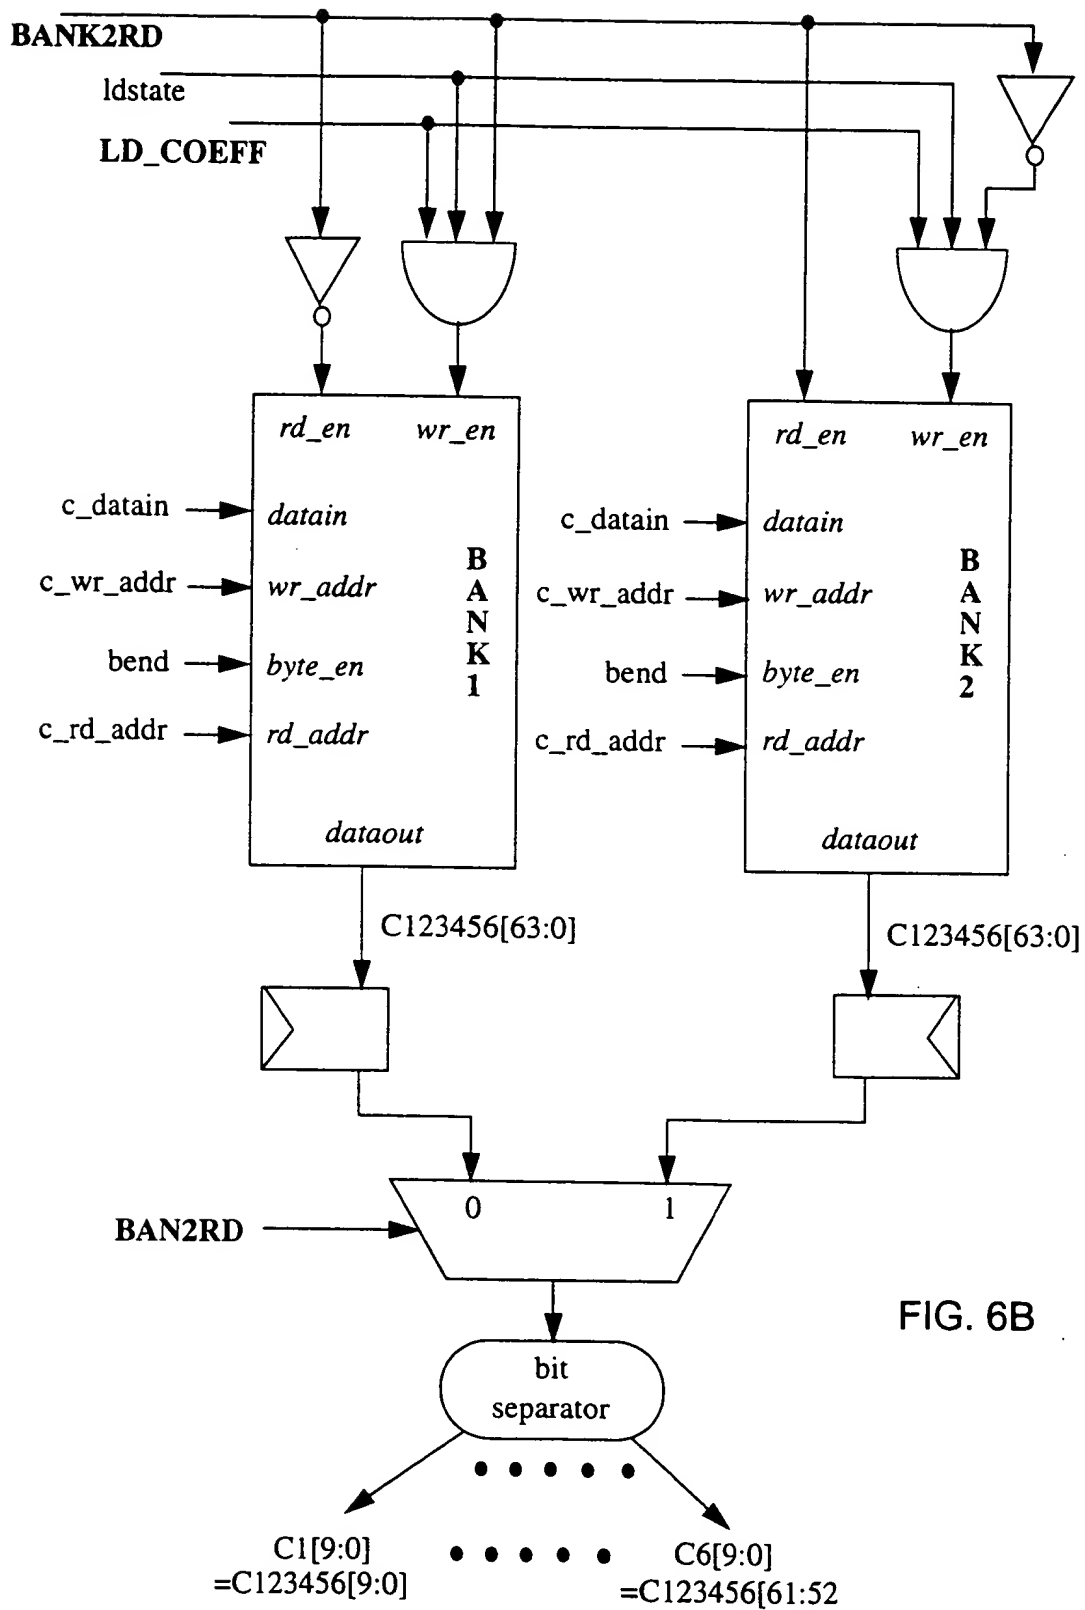 BANK2RD
ldstate
LD_COEFF
rd_en wr_en
rd_en wr_en
c_datain datain
c_datain datain
c_wr_addr wr_addr
c_wr_addr wr_addr
bend byte_en
bend byte_en
c_rd_addr rd_addr
c_rd_addr rd_addr
BANK1
BANK2
dataout
dataout
C123456[63:0]
C123456[63:0]
0 1
BAN2RD
FIG. 6B
bit
separator
C1[9:0]
=C123456[9:0]
C6[9:0]
=C123456[61:52